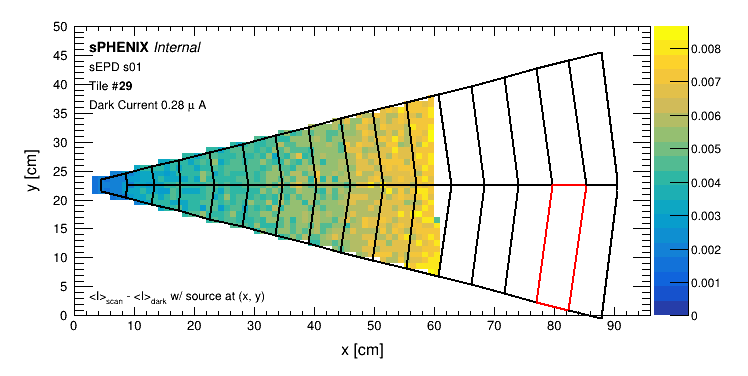 sPHENIX Internal
sEPD s01
Tile #29
Dark Current 0.28 μ A
<I>scan - <I>dark w/ source at (x, y)
y [cm]
50
45
40
35
30
25
20
15
10
5
0
0 10 20 30 40 50 60 70 80 90
x [cm]
0.008
0.007
0.006
0.005
0.004
0.003
0.002
0.001
0